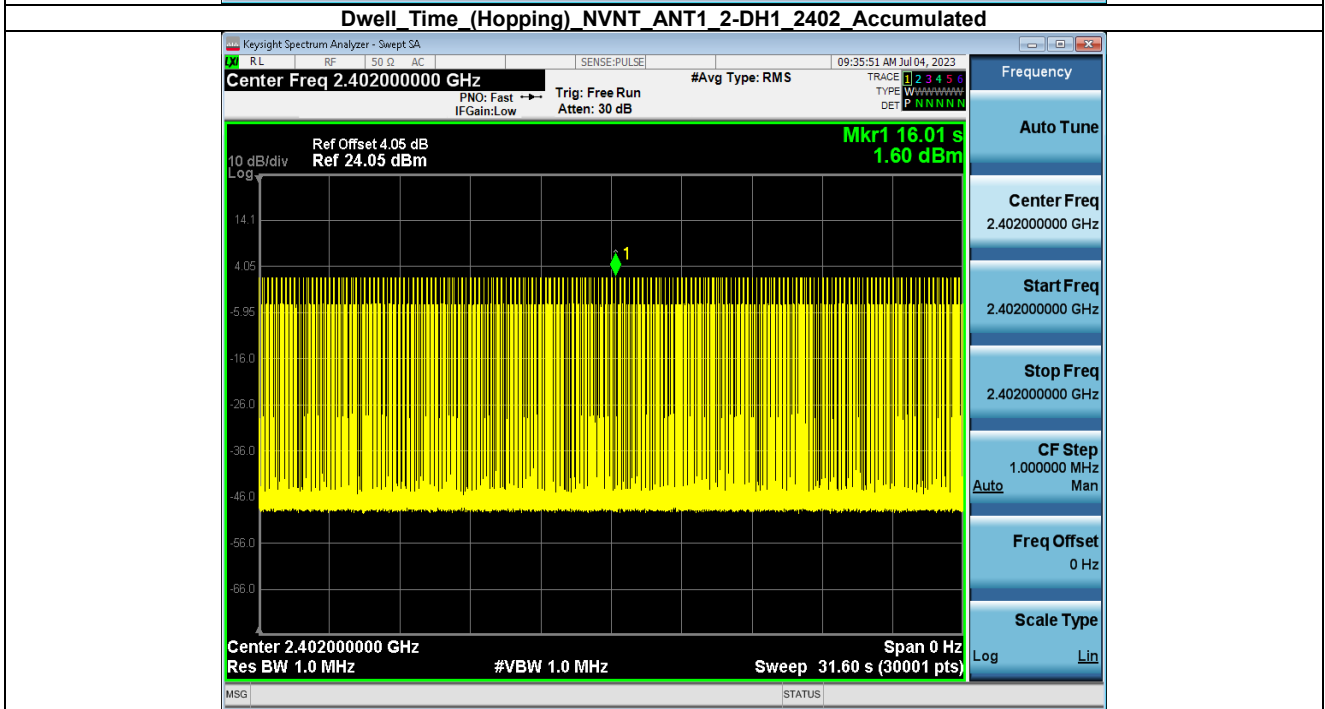 Dwell_Time_(Hopping)_NVNT_ANT1_2-DH1_2402_Accumulated
Keysight Spectrum Analyzer - Swept SA
LXI RL RF 50 Ω AC SENSE:PULSE 09:35:51 AM Jul 04, 2023
Center Freq 2.402000000 GHz #Avg Type: RMS TRACE 1 2 3 4 5 6
PNO: Fast Trig: Free Run TYPE WWWWWW
IFGain:Low Atten: 30 dB DET P N N N N N
Mkr1 16.01 s
1.60 dBm
Ref Offset 4.05 dB
10 dB/div Ref 24.05 dBm
Log
1
14.1
4.05
-5.95
-16.0
-26.0
-36.0
-46.0
-56.0
-66.0
Center 2.402000000 GHz Span 0 Hz
Res BW 1.0 MHz #VBW 1.0 MHz Sweep 31.60 s (30001 pts)
MSG STATUS
Frequency
Auto Tune
Center Freq
2.402000000 GHz
Start Freq
2.402000000 GHz
Stop Freq
2.402000000 GHz
CF Step
1.000000 MHz
Auto Man
Freq Offset
0 Hz
Scale Type
Log Lin